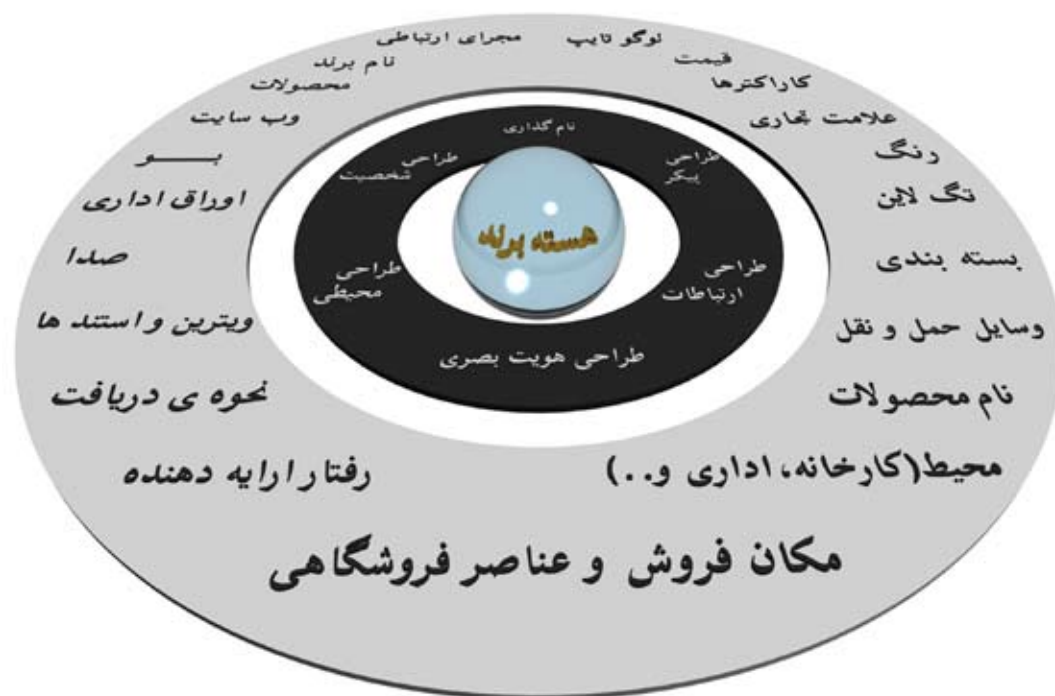 لوگو تایپ
مجرای ارتباطی
قیمت
نام برند
کاراکترها
محصولات
علامت تجاری
وب سایت
رنگ
بـــو
تگ لاین
اوراق اداری
بسته بندی
صدا
وسایل حمل و نقل
ویترین و استند ها
نام محصولات
نحوه ی دریافت
محیط(کارخانه، اداری و..)
رفتار ارایه دهنده
مکان فروش و عناصر فروشگاهی
نام گذاری
طراحی
پیکر
طراحی
شخصیت
طراحی
ارتباطات
طراحی
محیطی
طراحی هویت بصری
هسته برند